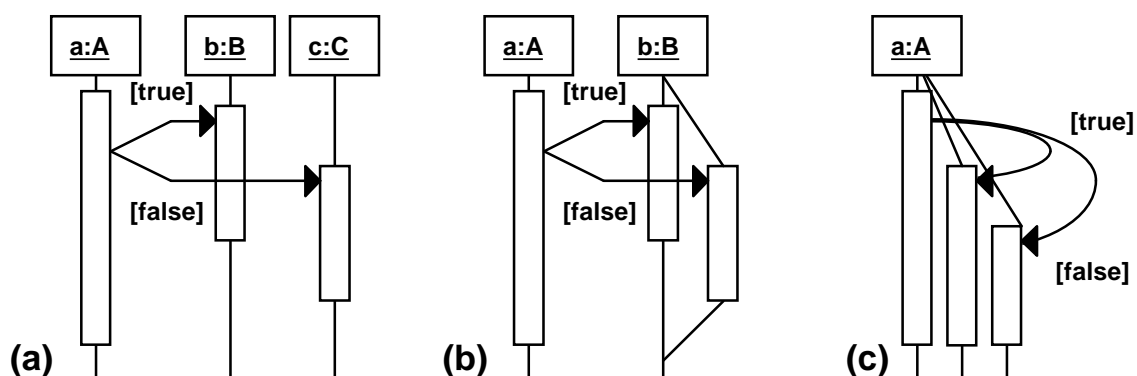 a:A
b:B
c:C
[true]
[false]
(a)
a:A
b:B
[true]
[false]
(b)
a:A
[true]
[false]
(c)